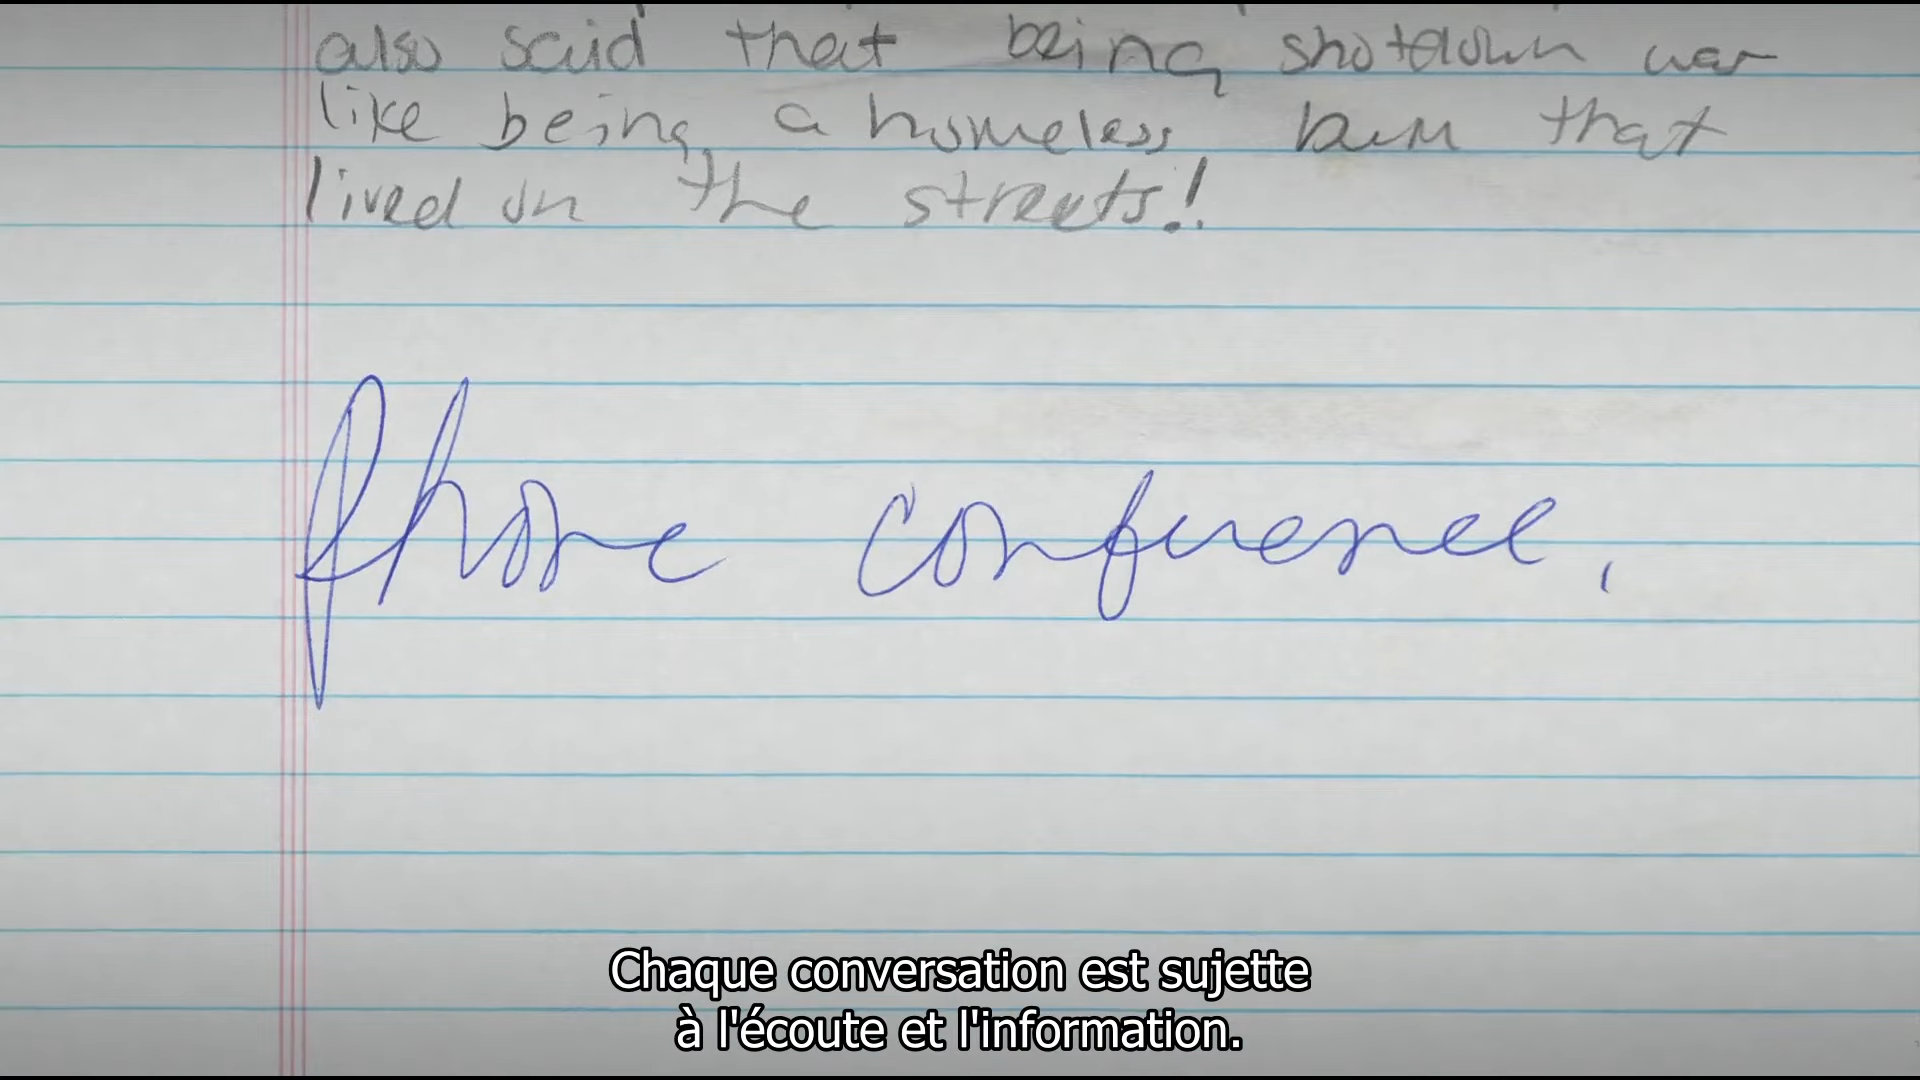 also said that being shotdown was
like being a homeless bum that
lived on the streets!
Phone conference.
Chaque conversation est sujette
à l'écoute et l'information.